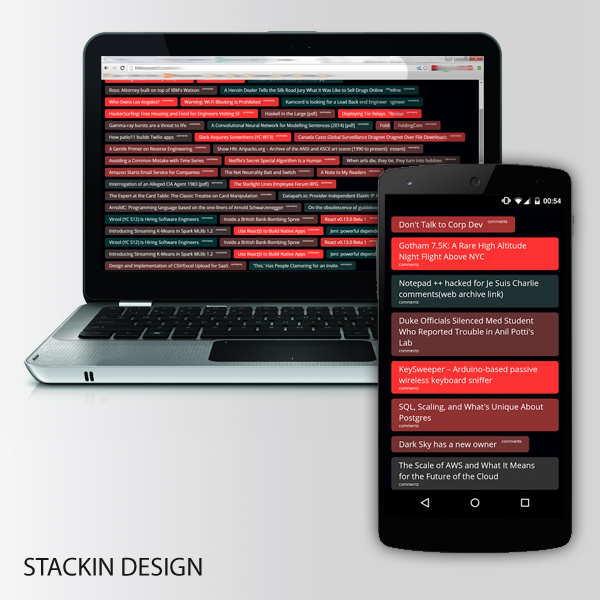 Ross: Attorney built on top of IBM's Watson
A Heroin Dealer Tells the Silk Road Jury What It Was Like to Sell Drugs Online
Who Owns Los Angeles?
Warning: Wi-Blocking Is Prohibited
Kamcord is looking for a Lead Back end Engineer
HackerSurfing: Free Housing and Food for Engineers Visiting SF
Haskell in the Large [pdf]
Deploying Tor Relays
Gamma-ray bursts are a threat to life
A Convolutional Neural Network for Modelling Sentences (2014) [pdf]
FoldingCoin
How patio11 builds Twilio apps
Slack Acquires Screenhero (YC W13)
Canada Casts Global Surveillance Dragnet Over File Downloads
A Gentle Primer on Reverse Engineering
Show HN: Artpacks.org – Archive of the ANSI and ASCII art scene (1990 to present)
Avoiding a Common Mistake with Time Series
Netflix's Secret Special Algorithm Is a Human
When arts die, they turn into hobbies
Amazon Starts Email Service for Companies
The Net Neutrality Bait and Switch
A Note to My Readers
Interrogation of an Alleged CIA Agent 1983 [pdf]
The Starlight Lines Employee Forum RPG
The Expert at the Card Table: The Classic Treatise on Card Manipulation
Datapath.io: Provider-Independent Elastic IP
ArnoldC. Programming language based on the one-liners of Arnold Schwarzenegger
On the obsolescence of guideb
Virool (YC S12) Is Hiring Software Engineers
Inside a British Bank-Bombing Spree
React v0.13.0 Beta 1
Introducing Streaming K-Means in Spark MLlib 1.2
Use ReactJS to Build Native Apps
Jent: powerful depend
Virool (YC S12) Is Hiring Software Engineers
Inside a British Bank-Bombing Spree
React v0.13.0 Beta 1
Introducing Streaming K-Means in Spark MLlib 1.2
Use ReactJS to Build Native Apps
Jent: powerful depende
Design and Implementation of CSV/Excel Upload for SaaS
This.' Has People Clamoring for an Invite
00:54
Don't Talk to Corp Dev comments
Gotham 7.5K: A Rare High Altitude
Night Flight Above NYC
comments
Notepad ++ hacked for Je Suis Charlie
comments(web archive link)
Duke Officials Silenced Med Student
Who Reported Trouble in Anil Potti's
Lab
comments
KeySweeper – Arduino-based passive
wireless keyboard sniffer
comments
SQL, Scaling, and What's Unique About
Postgres
comments
Dark Sky has a new owner comments
The Scale of AWS and What It Means
for the Future of the Cloud
comments
STACKIN DESIGN